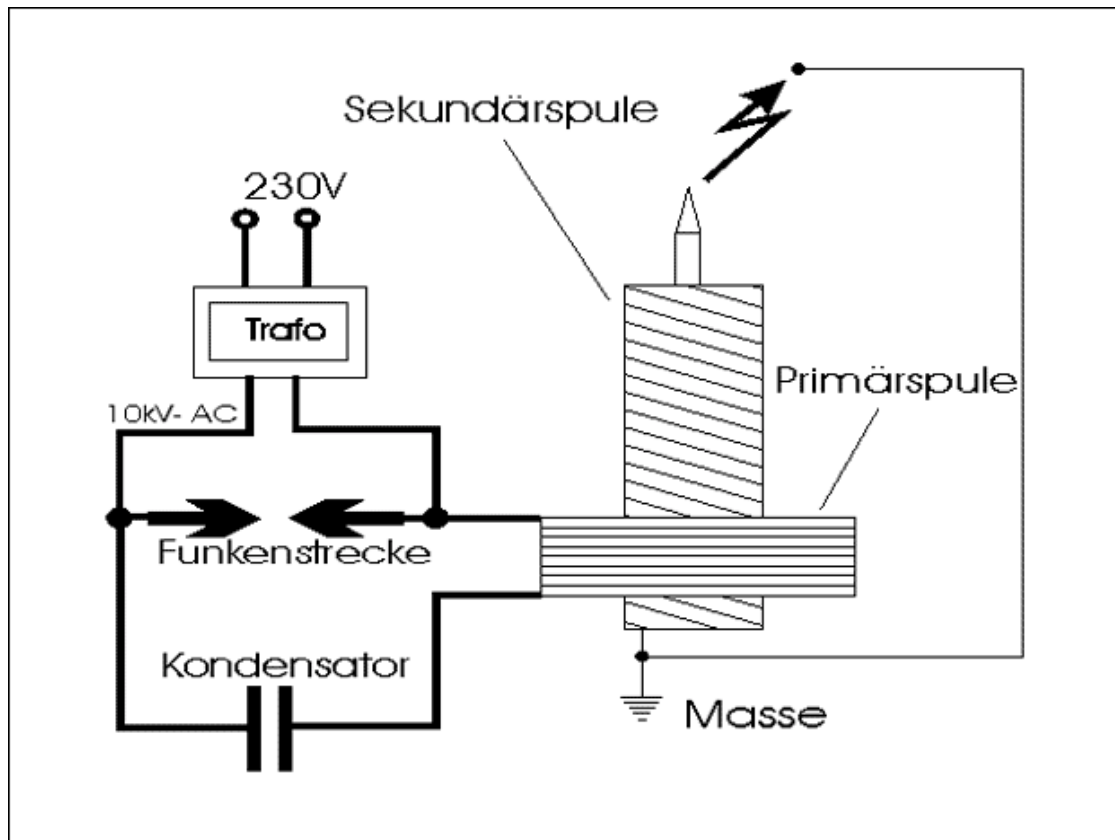 Sekundärspule
230V
Trafo
Primärspule
10kV- AC
Funkenstrecke
Kondensator
Masse